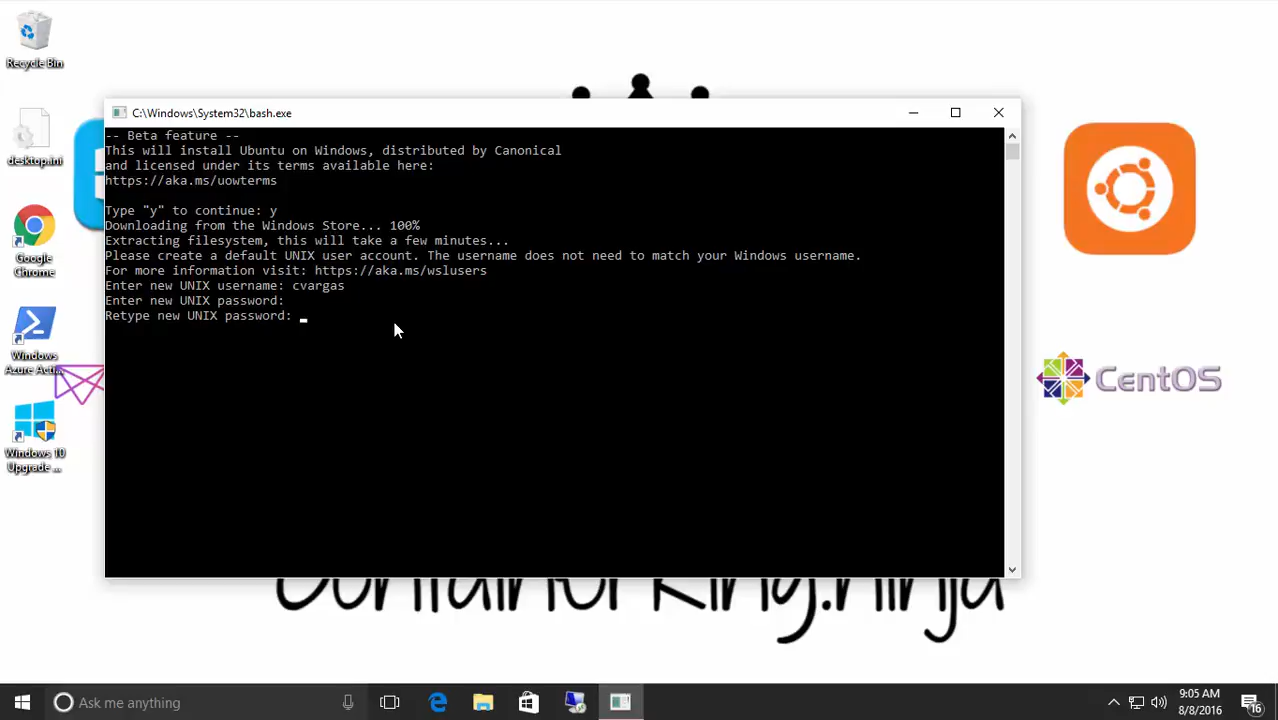 Recycle Bin
desktop.ini
Google
Chrome
Windows
Azure Acti...
Windows 10
Upgrade ...
C:\Windows\System32\bash.exe
-- Beta feature --
This will install Ubuntu on Windows, distributed by Canonical
and licensed under its terms available here:
https://aka.ms/uowterms
Type "y" to continue: y
Downloading from the Windows Store... 100%
Extracting filesystem, this will take a few minutes...
Please create a default UNIX user account. The username does not need to match your Windows username.
For more information visit: https://aka.ms/wslusers
Enter new UNIX username: cvargas
Enter new UNIX password:
Retype new UNIX password:
CentOS
ContainerKing.ninja
Ask me anything
9:05 AM
8/8/2016
16